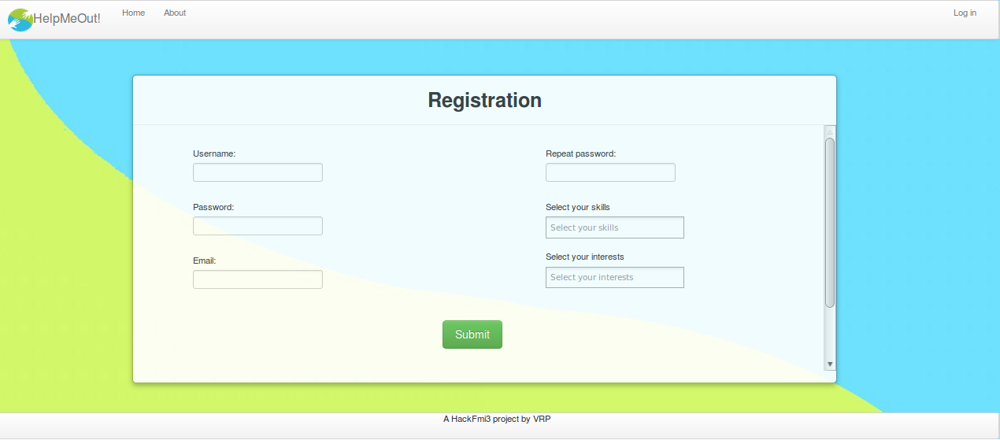 HelpMeOut!
Home
About
Log in
Registration
Username:
Repeat password:
Password:
Select your skills
Select your skills
Email:
Select your interests
Select your interests
Submit
A HackFmi3 project by VRP